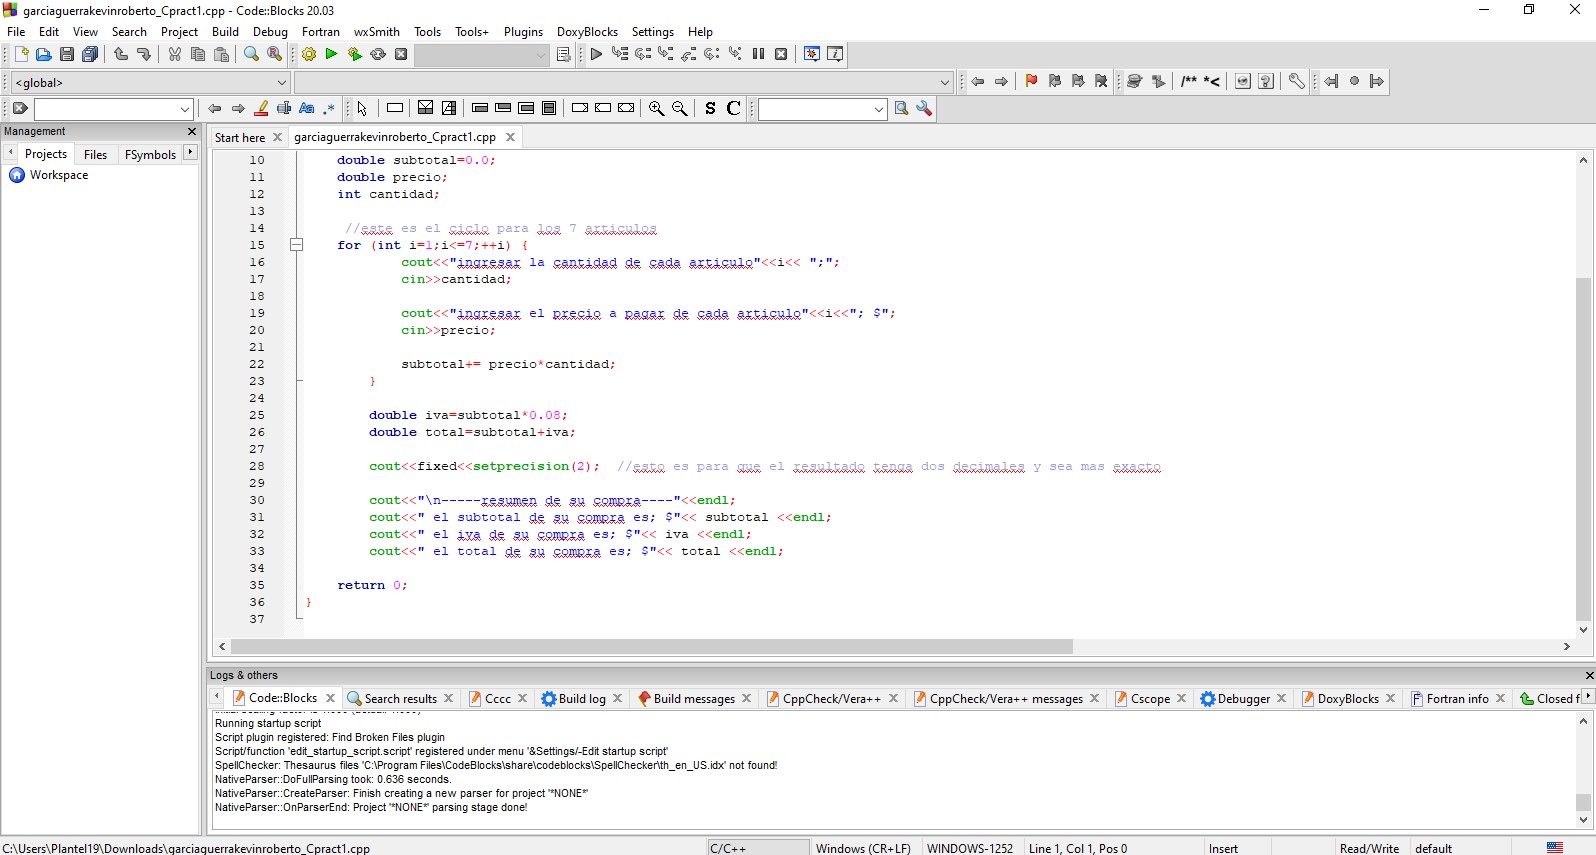 garciaguerrakevinroberto_Cpract1.cpp - Code::Blocks 20.03
File Edit View Search Project Build Debug Fortran wxSmith Tools Tools+ Plugins DoxyBlocks Settings Help
<global>
/** *<
Aa .*
S C
Management
Projects Files FSymbols
Workspace
Start here garciaguerrakevinroberto_Cpract1.cpp
10 double subtotal=0.0;
11 double precio;
12 int cantidad;
13
14 //este es el ciclo para los 7 articulos
15 for (int i=1;i<=7;++i) {
16 cout<<"ingresar la cantidad de cada articulo"<<i<< ";";
17 cin>>cantidad;
18
19 cout<<"ingresar el precio a pagar de cada articulo"<<i<<"; $";
20 cin>>precio;
21
22 subtotal+= precio*cantidad;
23 }
24
25 double iva=subtotal*0.08;
26 double total=subtotal+iva;
27
28 cout<<fixed<<setprecision(2); //esto es para que el resultado tenga dos decimales y sea mas exacto
29
30 cout<<"\n-----resumen de su compra----"<<endl;
31 cout<<" el subtotal de su compra es; $"<< subtotal <<endl;
32 cout<<" el iva de su compra es; $"<< iva <<endl;
33 cout<<" el total de su compra es; $"<< total <<endl;
34
35 return 0;
36 }
37
Logs & others
Code::Blocks Search results Cccc Build log Build messages CppCheck/Vera++ CppCheck/Vera++ messages Cscope Debugger DoxyBlocks Fortran info Closed f
Running startup script
Script plugin registered: Find Broken Files plugin
Script/function 'edit_startup_script.script' registered under menu '&Settings/-Edit startup script'
SpellChecker: Thesaurus files 'C:\Program Files\CodeBlocks\share\codeblocks\SpellChecker\th_en_US.idx' not found!
NativeParser::DoFullParsing took: 0.636 seconds.
NativeParser::CreateParser: Finish creating a new parser for project '*NONE*'
NativeParser::OnParserEnd: Project '*NONE*' parsing stage done!
C:\Users\Plantel19\Downloads\garciaguerrakevinroberto_Cpract1.cpp C/C++ Windows (CR+LF) WINDOWS-1252 Line 1, Col 1, Pos 0 Insert Read/Write default